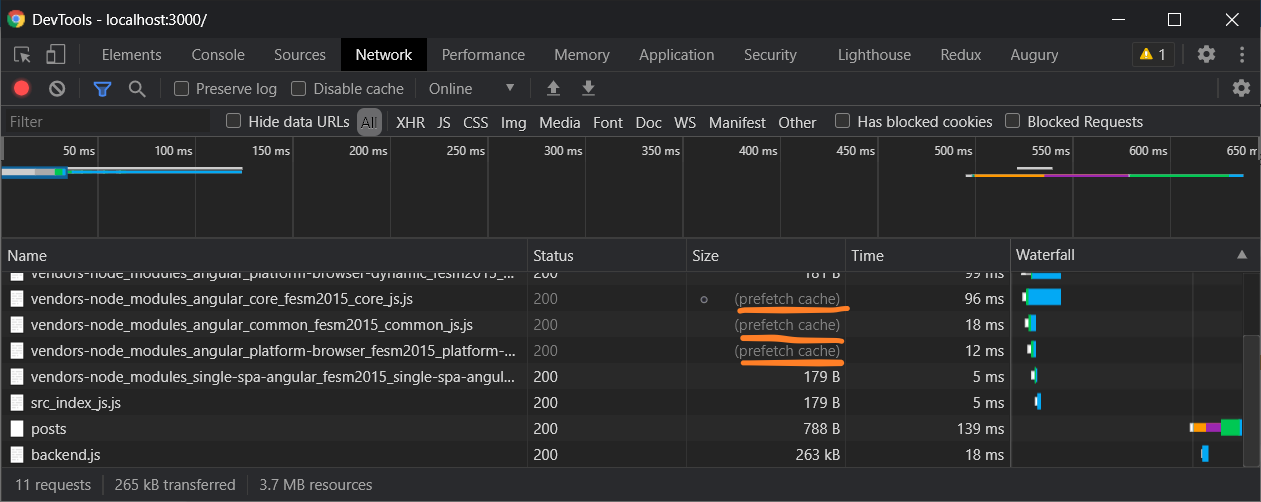 DevTools - localhost:3000/
Elements Console Sources Network Performance Memory Application Security Lighthouse Redux Augury 1
Preserve log Disable cache Online
Filter Hide data URLs All XHR JS CSS Img Media Font Doc WS Manifest Other Has blocked cookies Blocked Requests
50 ms 100 ms 150 ms 200 ms 250 ms 300 ms 350 ms 400 ms 450 ms 500 ms 550 ms 600 ms 650 m
Name Status Size Time Waterfall
vendors-node_modules_angular_platform-browser-dynamic_fesm2015_... 200 181 B 99 ms
vendors-node_modules_angular_core_fesm2015_core_js.js 200 (prefetch cache) 96 ms
vendors-node_modules_angular_common_fesm2015_common_js.js 200 (prefetch cache) 18 ms
vendors-node_modules_angular_platform-browser_fesm2015_platform-... 200 (prefetch cache) 12 ms
vendors-node_modules_single-spa-angular_fesm2015_single-spa-angul... 200 179 B 5 ms
src_index_js.js 200 179 B 5 ms
posts 200 788 B 139 ms
backend.js 200 263 kB 18 ms
11 requests 265 kB transferred 3.7 MB resources